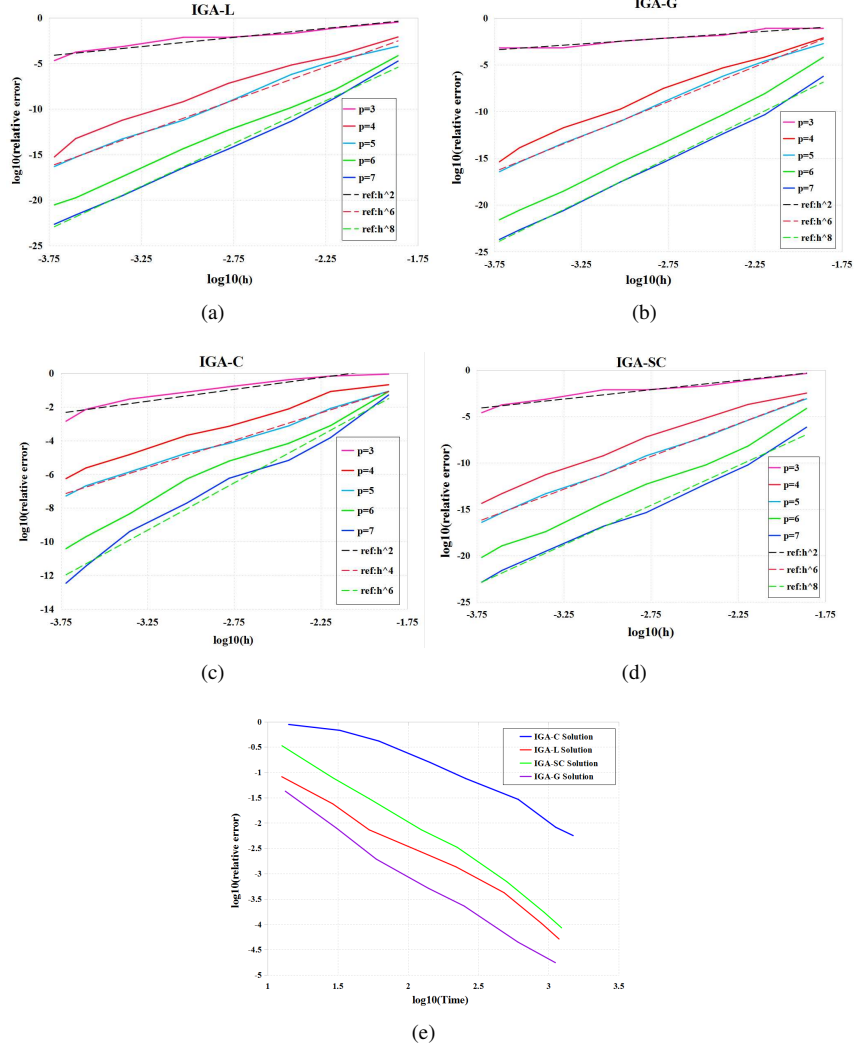 IGA-L
0
-5
-10
-15
-20
-25
log10(relative error)
-3.75
-3.25
-2.75
-2.25
-1.75
log10(h)
p=3
p=4
p=5
p=6
p=7
ref:h^2
ref:h^6
ref:h^8
(a)
IGA-G
0
-5
-10
-15
-20
-25
log10(relative error)
-3.75
-3.25
-2.75
-2.25
-1.75
log10(h)
p=3
p=4
p=5
p=6
p=7
ref:h^2
ref:h^6
ref:h^8
(b)
IGA-C
0
-2
-4
-6
-8
-10
-12
-14
log10(relative error)
-3.75
-3.25
-2.75
-2.25
-1.75
log10(h)
p=3
p=4
p=5
p=6
p=7
ref:h^2
ref:h^4
ref:h^6
(c)
IGA-SC
0
-5
-10
-15
-20
-25
log10(relative error)
-3.75
-3.25
-2.75
-2.25
-1.75
log10(h)
p=3
p=4
p=5
p=6
p=7
ref:h^2
ref:h^6
ref:h^8
(d)
0
-0.5
-1
-1.5
-2
-2.5
-3
-3.5
-4
-4.5
-5
log10(relative error)
1
1.5
2
2.5
3
3.5
log10(Time)
IGA-C Solution
IGA-L Solution
IGA-SC Solution
IGA-G Solution
(e)